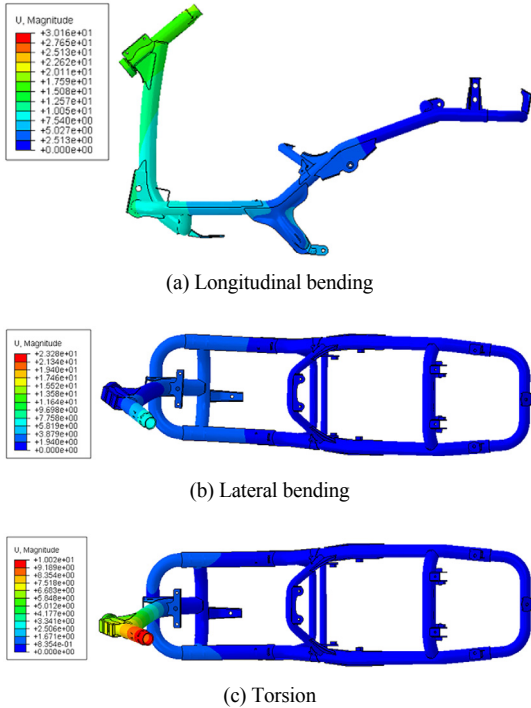 U, Magnitude
+3.016e+01
+2.765e+01
+2.513e+01
+2.262e+01
+2.011e+01
+1.759e+01
+1.508e+01
+1.257e+01
+1.005e+01
+7.540e+00
+5.027e+00
+2.513e+00
+0.000e+00
(a) Longitudinal bending
U, Magnitude
+2.328e+01
+2.134e+01
+1.940e+01
+1.746e+01
+1.552e+01
+1.358e+01
+1.164e+01
+9.698e+00
+7.758e+00
+5.819e+00
+3.879e+00
+1.940e+00
+0.000e+00
(b) Lateral bending
U, Magnitude
+1.002e+01
+9.189e+00
+8.354e+00
+7.518e+00
+6.683e+00
+5.848e+00
+5.012e+00
+4.177e+00
+3.341e+00
+2.506e+00
+1.671e+00
+8.354e-01
+0.000e+00
(c) Torsion